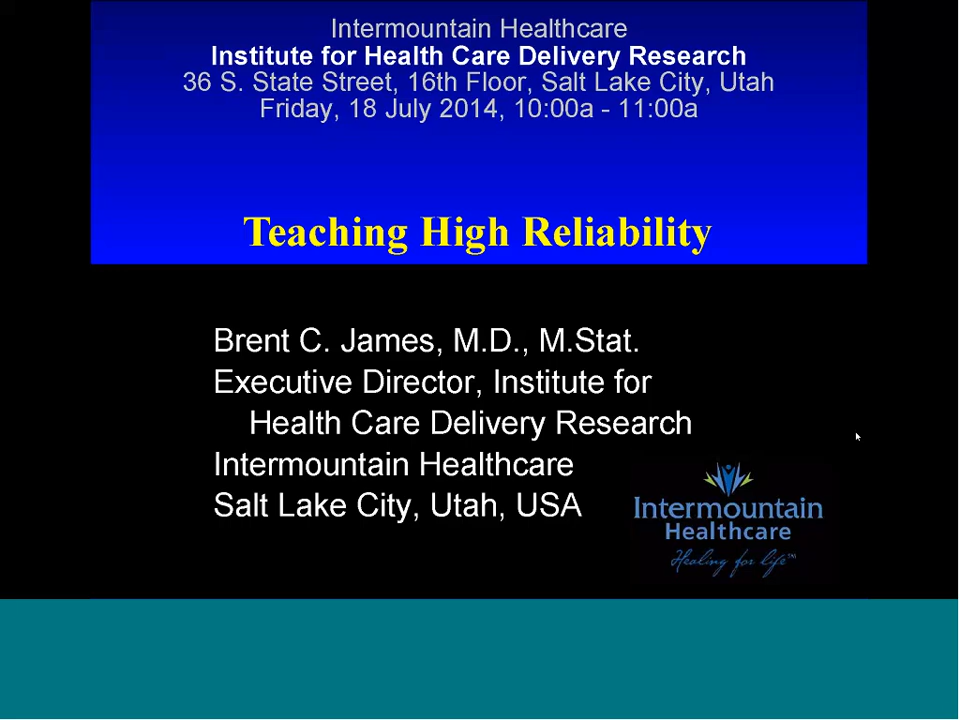 Intermountain Healthcare
Institute for Health Care Delivery Research
36 S. State Street, 16th Floor, Salt Lake City, Utah
Friday, 18 July 2014, 10:00a - 11:00a
Teaching High Reliability
Brent C. James, M.D., M.Stat.
Executive Director, Institute for
Health Care Delivery Research
Intermountain Healthcare
Salt Lake City, Utah, USA
Intermountain
Healthcare
Healing for life™